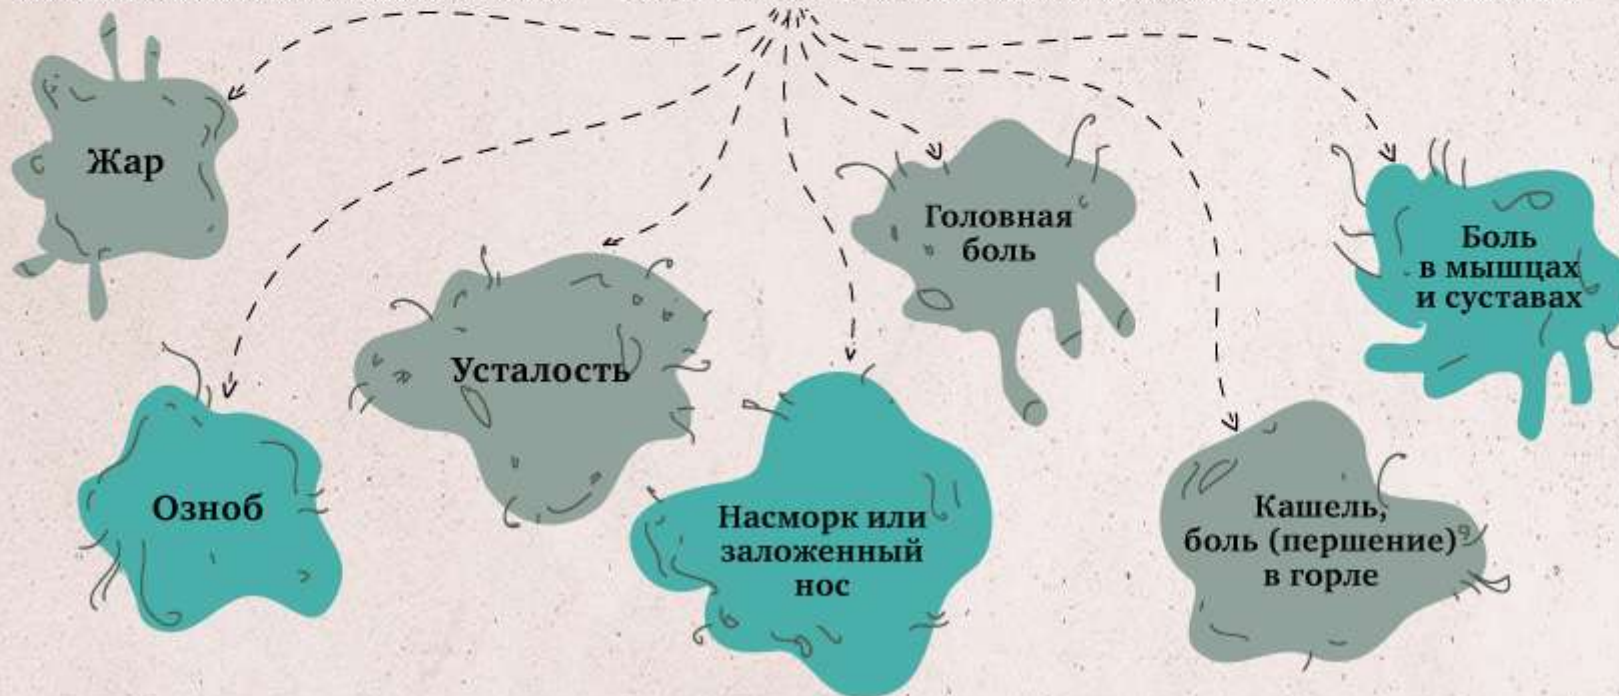 Жар
Головная
боль
Боль
в мышцах
и суставах
Усталость
Озноб
Насморк или
заложенный
нос
Кашель,
боль (першение)
в горле